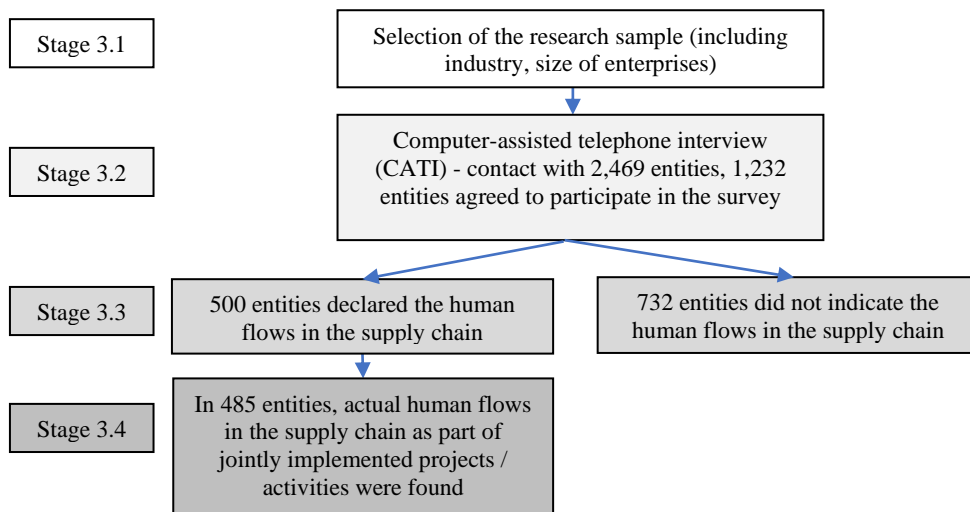 Stage 3.1
Selection of the research sample (including
industry, size of enterprises)
Stage 3.2
Computer-assisted telephone interview
(CATI) - contact with 2,469 entities, 1,232
entities agreed to participate in the survey
Stage 3.3
500 entities declared the human
flows in the supply chain
732 entities did not indicate the
human flows in the supply chain
Stage 3.4
In 485 entities, actual human flows
in the supply chain as part of
jointly implemented projects /
activities were found